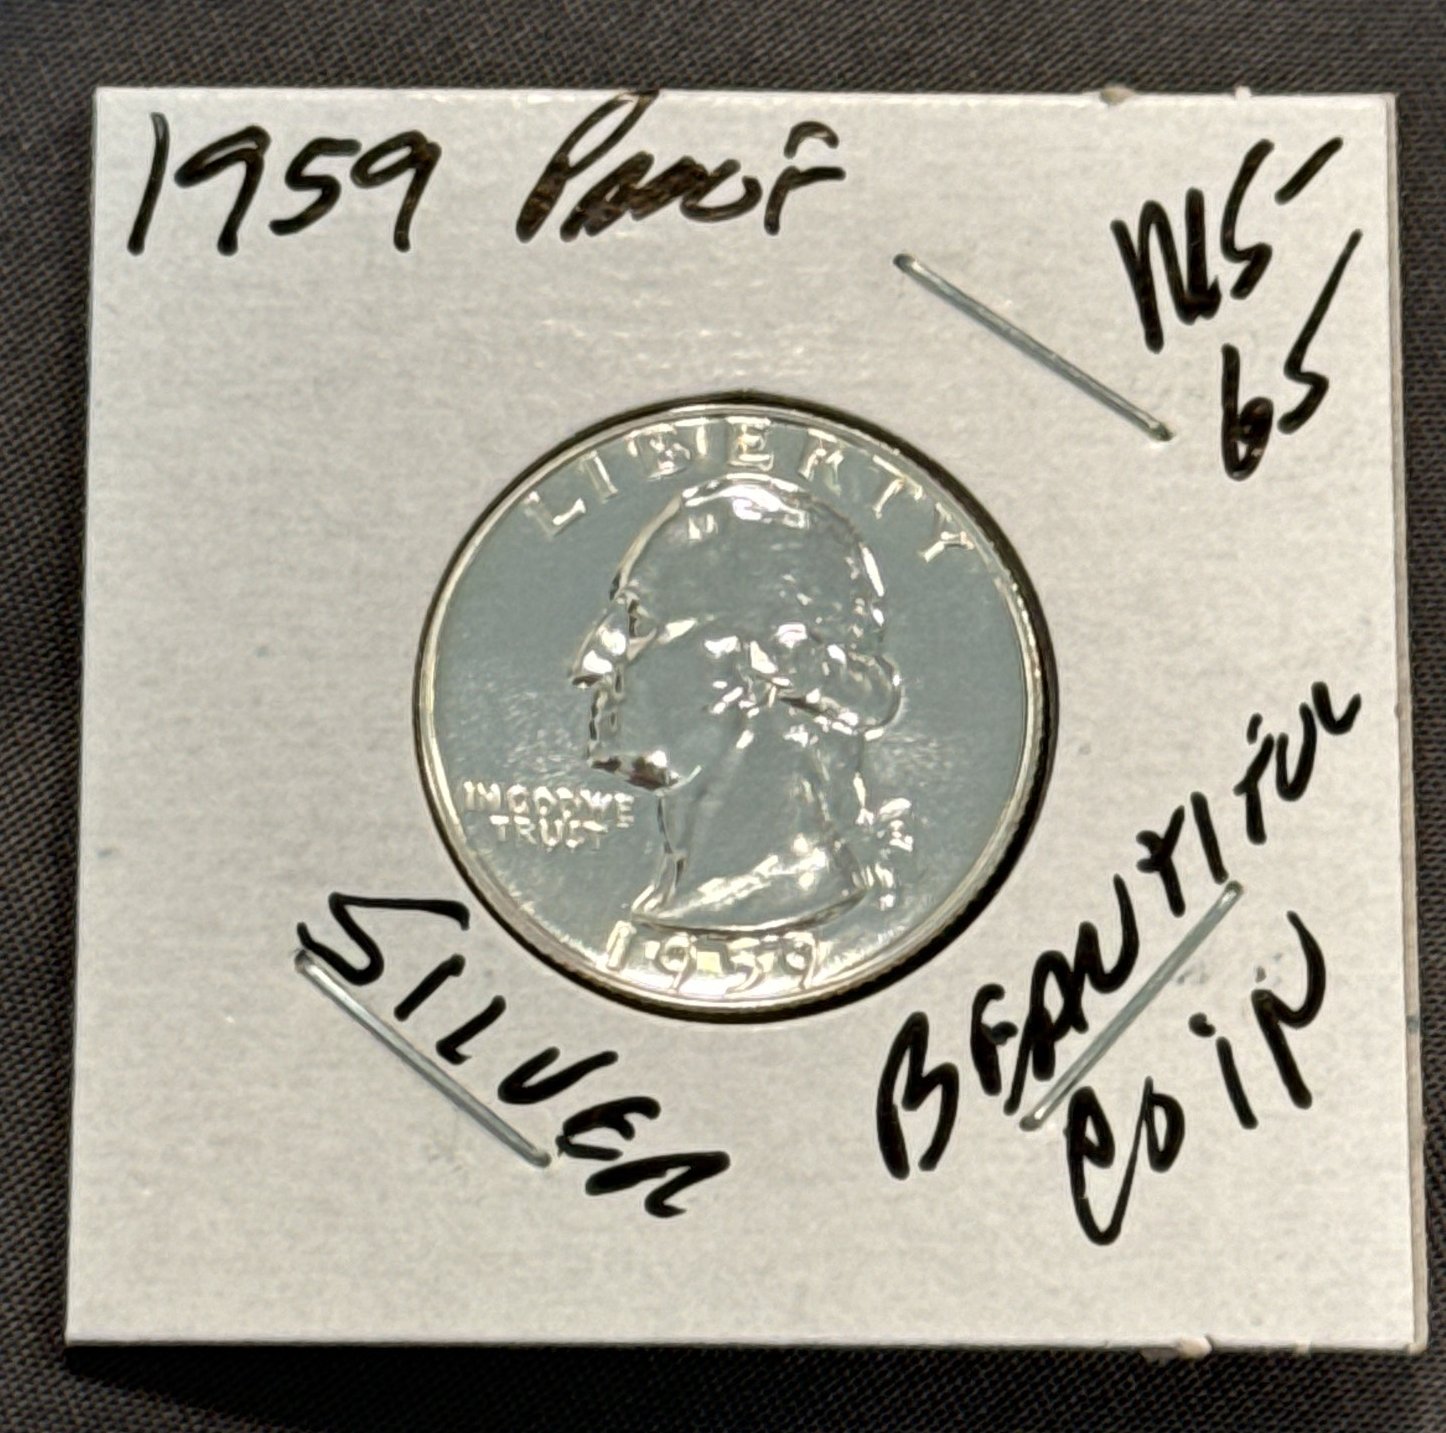 1959 Proof
MS-
65
LIBERTY
IN GOD WE
TRUST
1959
SILVER
BEAUTIFUL
COIN